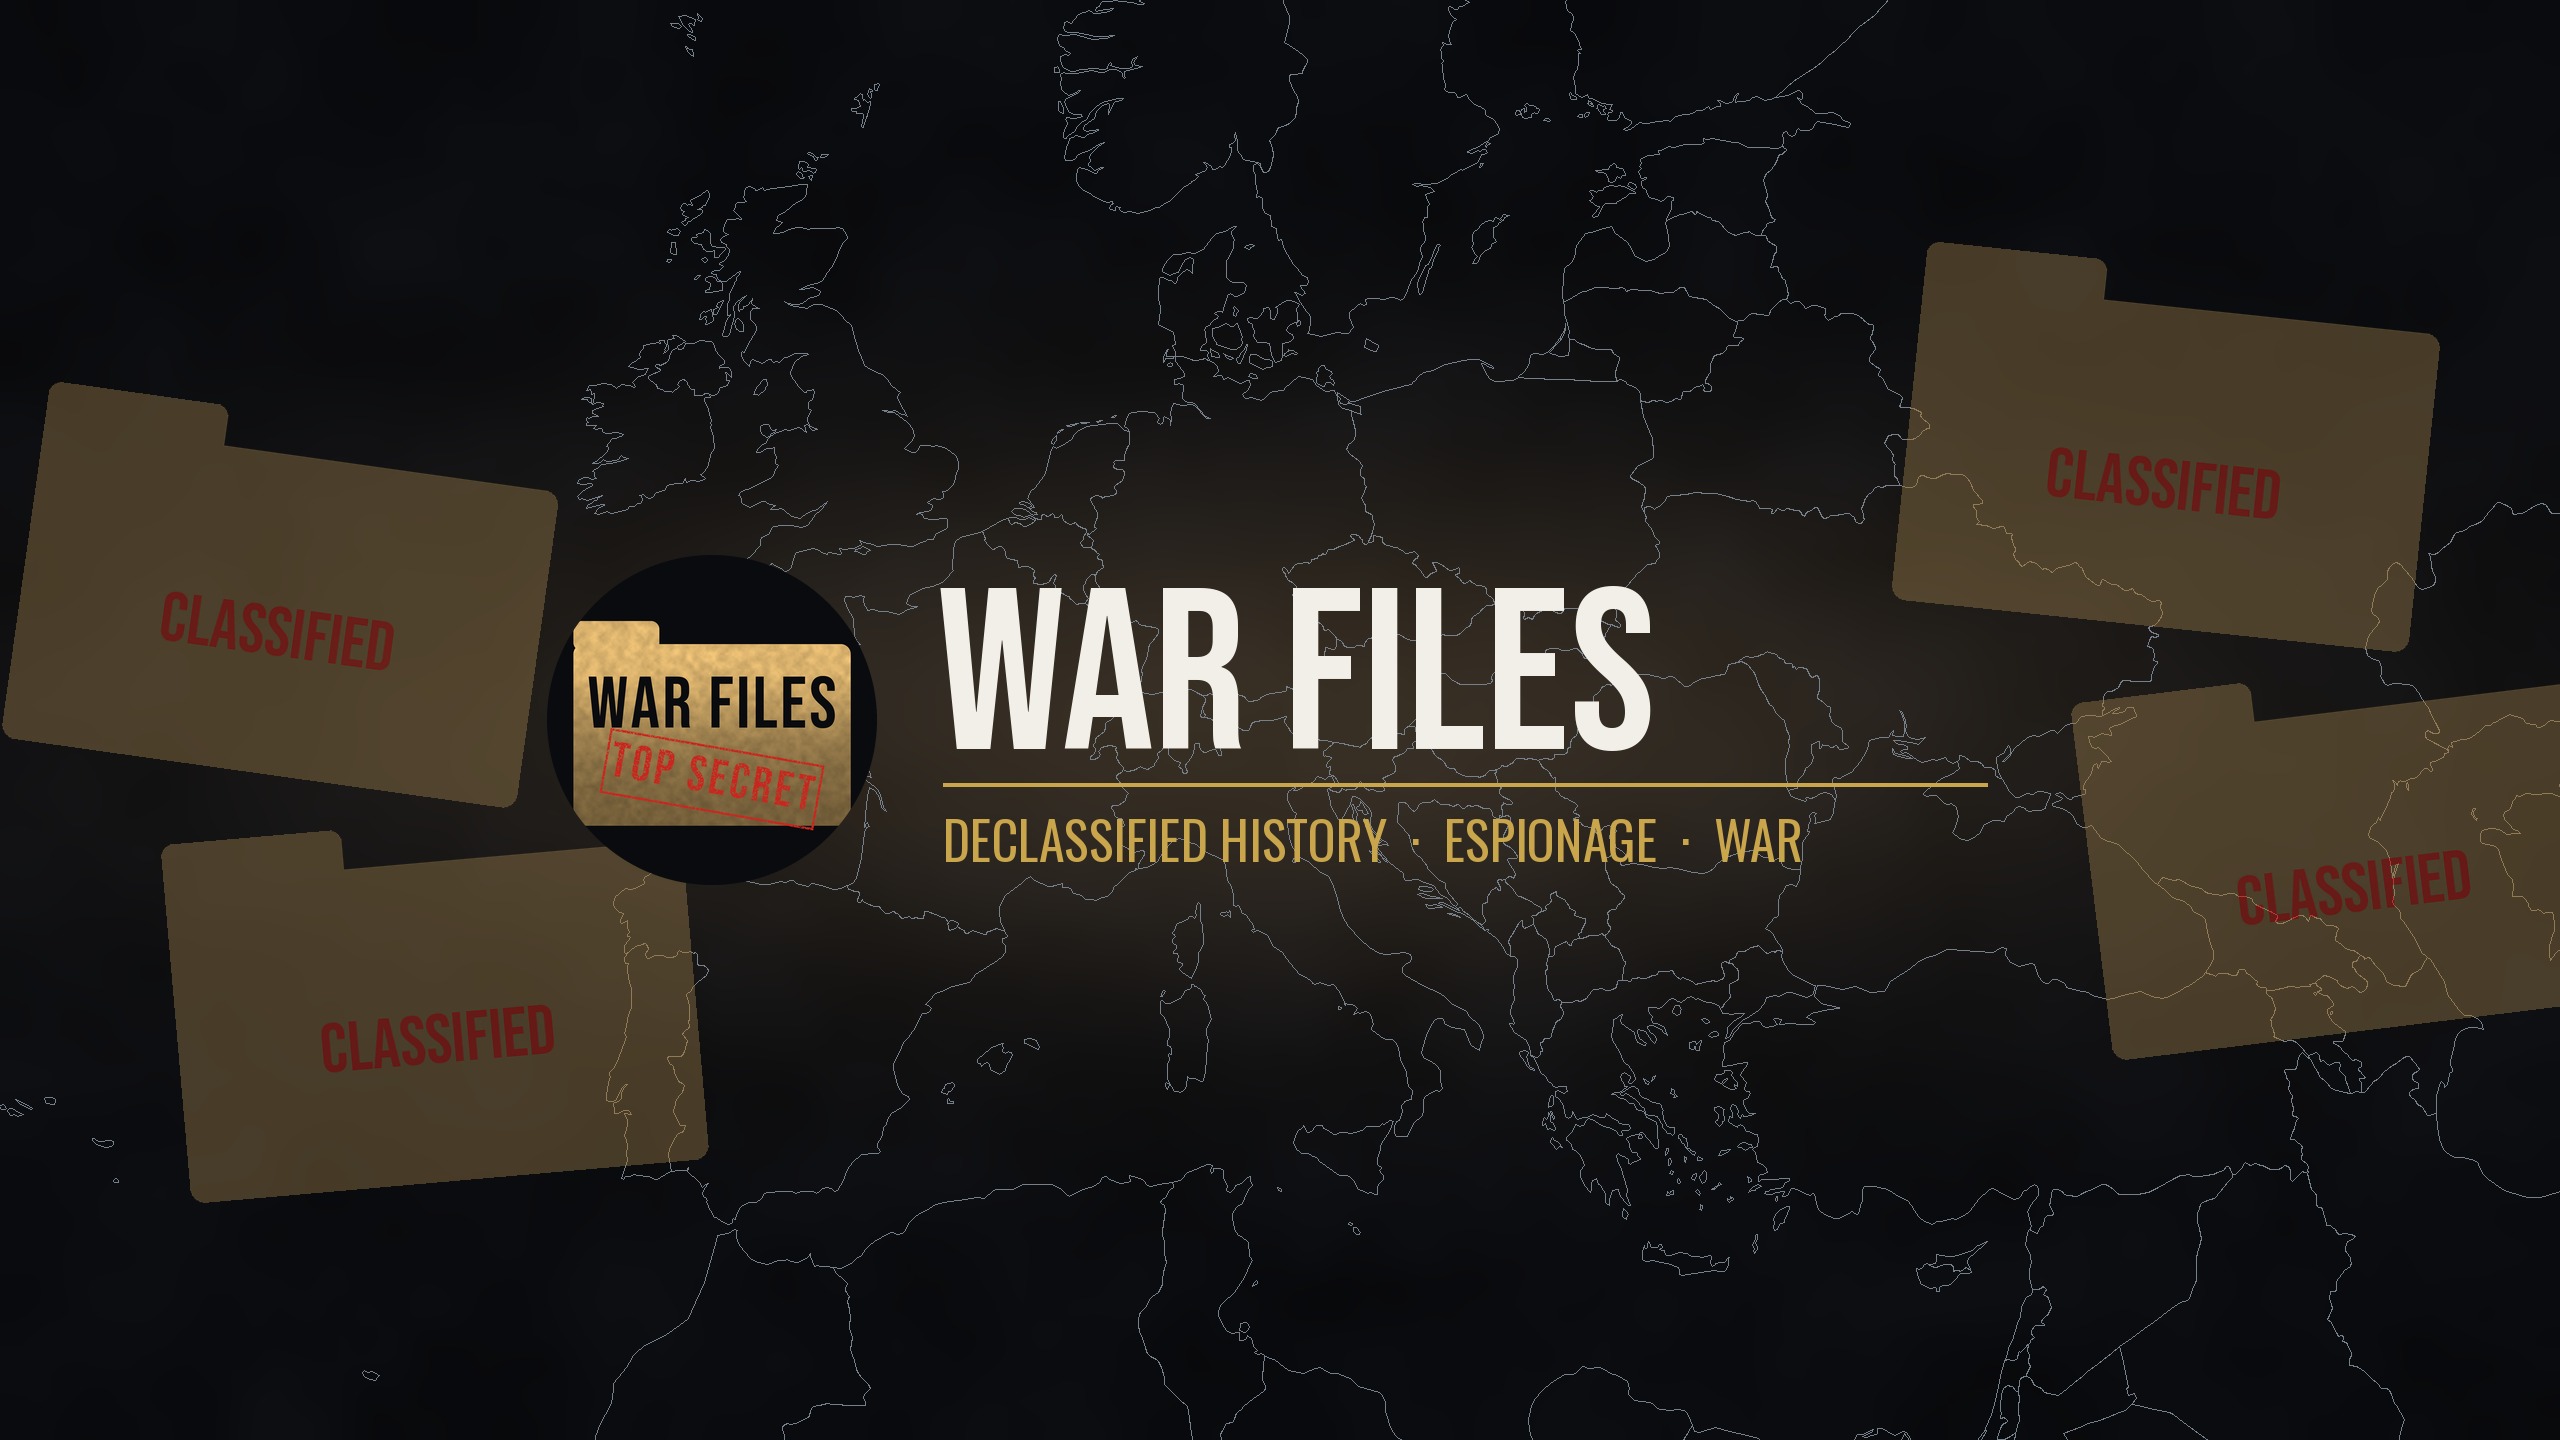 CLASSIFIED
CLASSIFIED
WAR FILES
TOP SECRET
WAR FILES
DECLASSIFIED HISTORY · ESPIONAGE · WAR
CLASSIFIED
CLASSIFIED